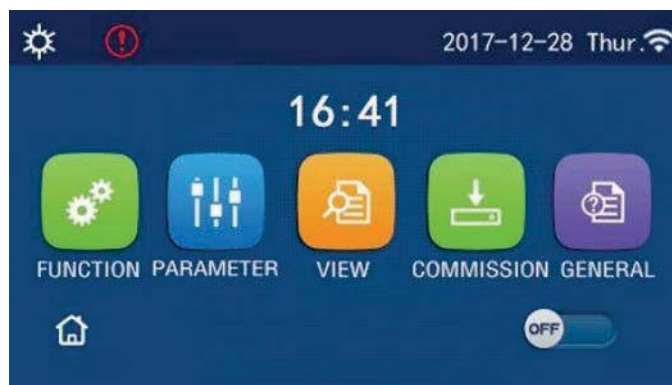 2017-12-28 Thur.
16:41
FUNCTION PARAMETER VIEW COMMISSION GENERAL
OFF